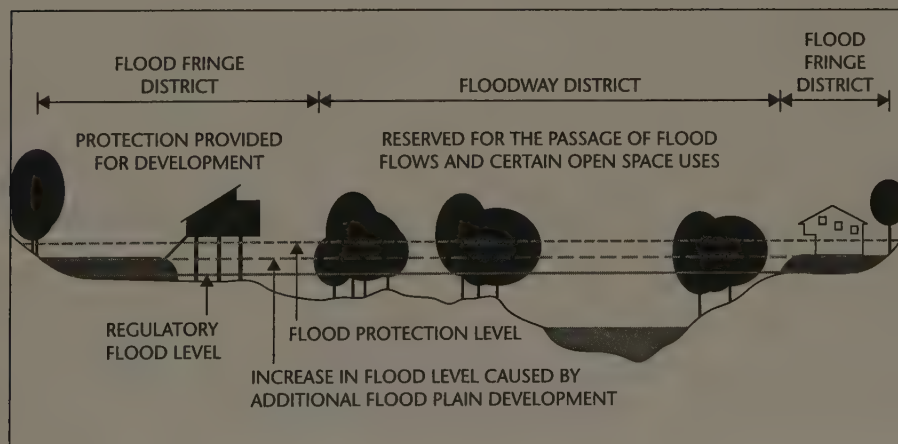 FLOOD FRINGE
DISTRICT
FLOODWAY DISTRICT
FLOOD
FRINGE
DISTRICT
PROTECTION PROVIDED
FOR DEVELOPMENT
RESERVED FOR THE PASSAGE OF FLOOD
FLOWS AND CERTAIN OPEN SPACE USES
REGULATORY
FLOOD LEVEL
FLOOD PROTECTION LEVEL
INCREASE IN FLOOD LEVEL CAUSED BY
ADDITIONAL FLOOD PLAIN DEVELOPMENT